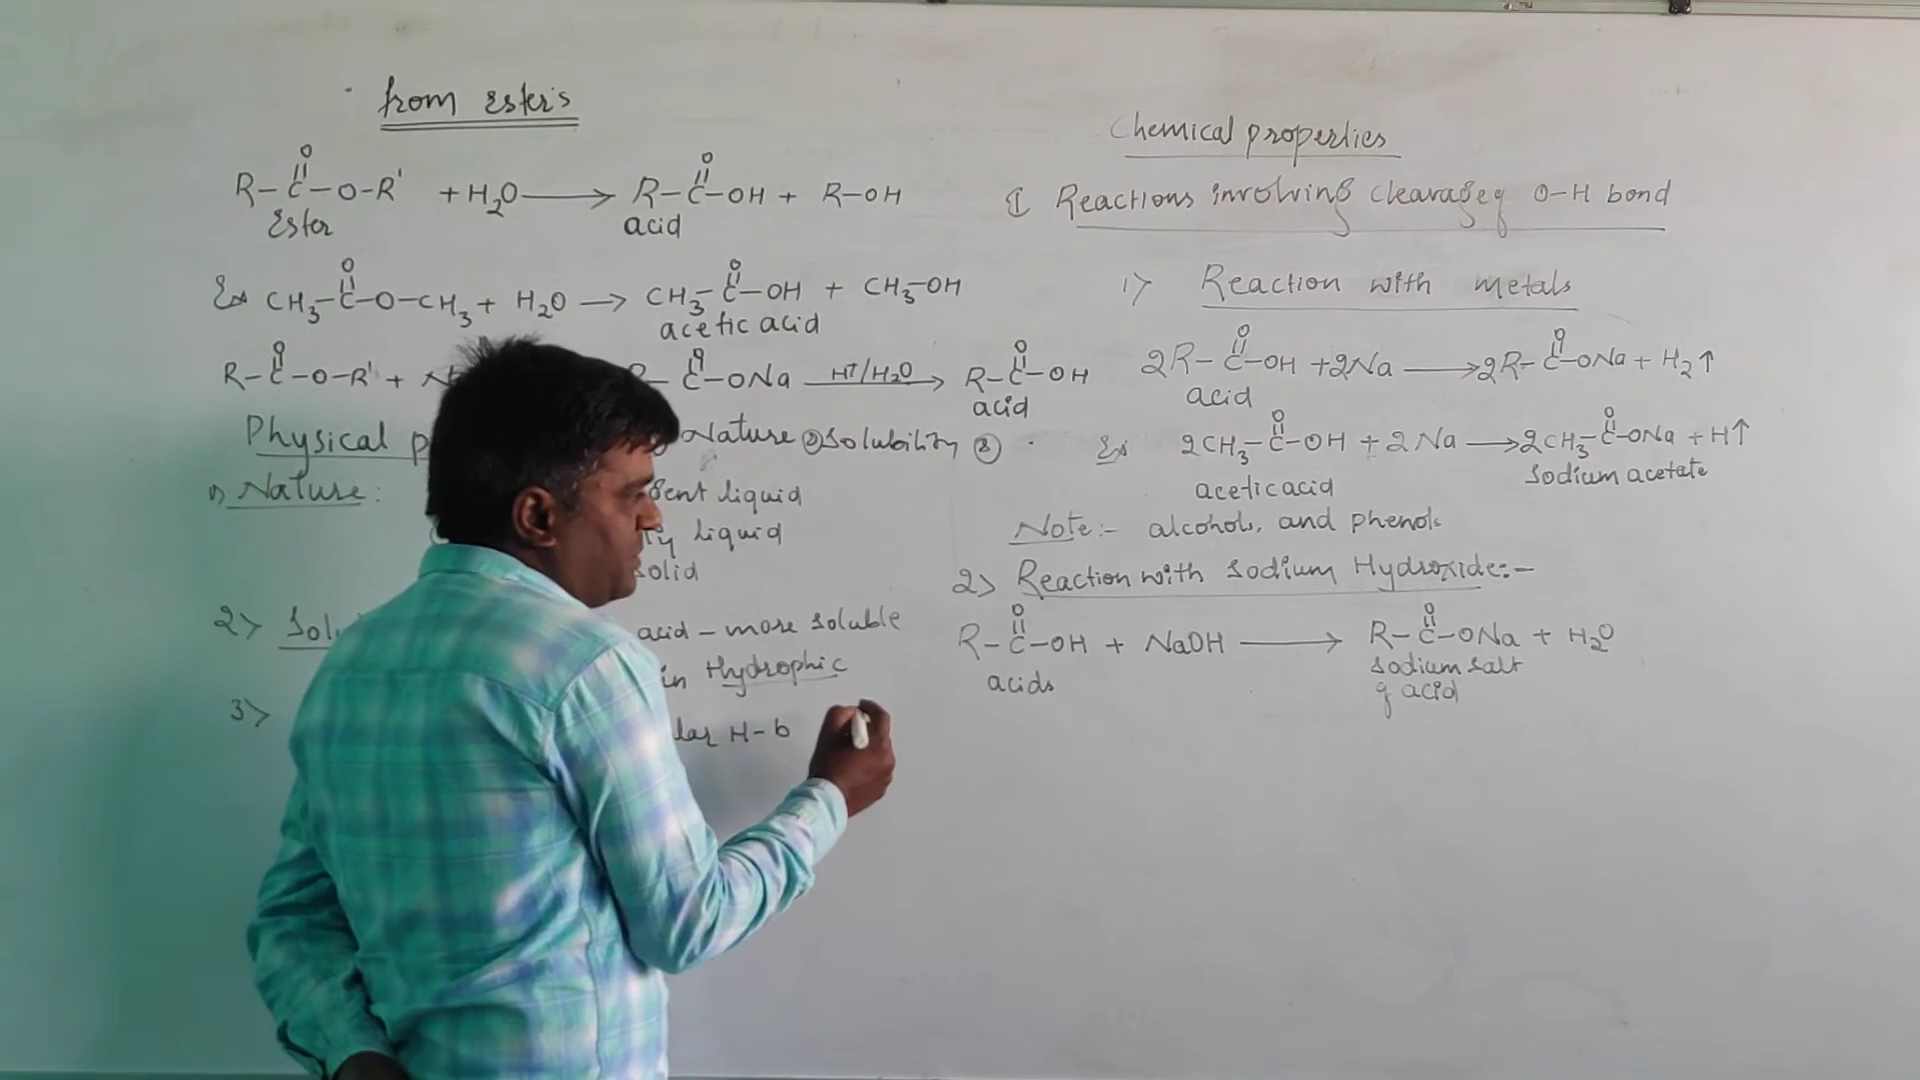 from Ester's
O
||
R–C–O–R' + H2O ⟶ R–C–OH + R–OH
Ester acid
O O
Ex CH3–C–O–CH3 + H2O ⟶ CH3–C–OH + CH3–OH
acetic acid
R–C–O–R' + C–ONa H+/H2O ⟶ R–C–OH
acid
Physical Nature ② Solubility ③
1) Nature: liquid
liquid
solid
2> acid – more soluble
in Hydrophic
3> H–b
Chemical properties
I Reactions involving cleavage of O–H bond
1> Reaction with metals
2R–C–OH + 2Na ⟶ 2R–C–ONa + H2↑
acid
Ex 2CH3–C–OH + 2Na ⟶ 2CH3–C–ONa + H↑
acetic acid Sodium acetate
Note:– alcohols, and phenols
2> Reaction with Sodium Hydroxide:–
R–C–OH + NaOH ⟶ R–C–ONa + H2O
acids Sodium salt
of acid